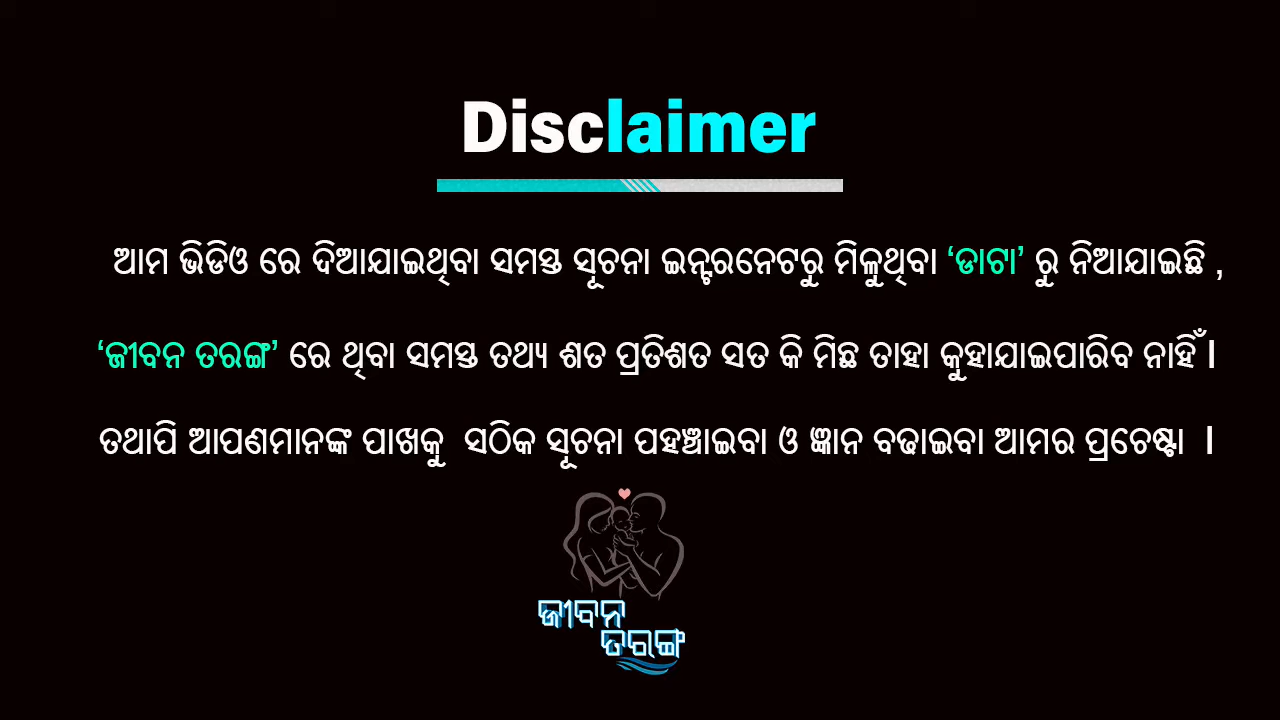 Disclaimer
ଆମ ଭିଡିଓ ରେ ଦିଆଯାଇଥିବା ସମସ୍ତ ସୂଚନା ଇନ୍ଟରନେଟରୁ ମିଳୁଥିବା ‘ଡାଟା’ ରୁ ନିଆଯାଇଛି ,
‘ଜୀବନ ତରଙ୍ଗ’ ରେ ଥିବା ସମସ୍ତ ତଥ୍ୟ ଶତ ପ୍ରତିଶତ ସତ କି ମିଛ ତାହା କୁହାଯାଇପାରିବ ନାହିଁ ।
ତଥାପି ଆପଣମାନଙ୍କ ପାଖକୁ ସଠିକ ସୂଚନା ପହଞ୍ଚାଇବା ଓ ଜ୍ଞାନ ବଢାଇବା ଆମର ପ୍ରଚେଷ୍ଟା ।
ଜୀବନ
ତରଙ୍ଗ